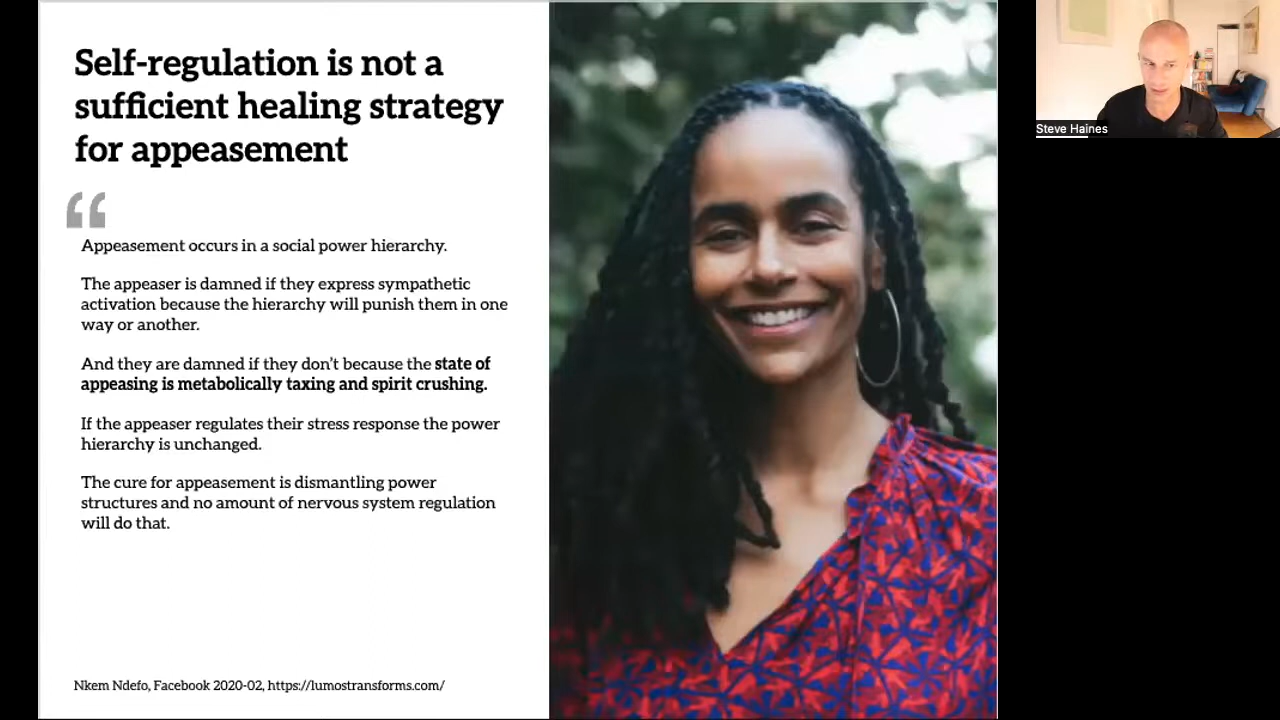 Self-regulation is not a
sufficient healing strategy
for appeasement
“
Appeasement occurs in a social power hierarchy.
The appeaser is damned if they express sympathetic
activation because the hierarchy will punish them in one
way or another.
And they are damned if they don’t because the state of
appeasing is metabolically taxing and spirit crushing.
If the appeaser regulates their stress response the power
hierarchy is unchanged.
The cure for appeasement is dismantling power
structures and no amount of nervous system regulation
will do that.
Nkem Ndefo, Facebook 2020-02, https://lumostransforms.com/
Steve Haines